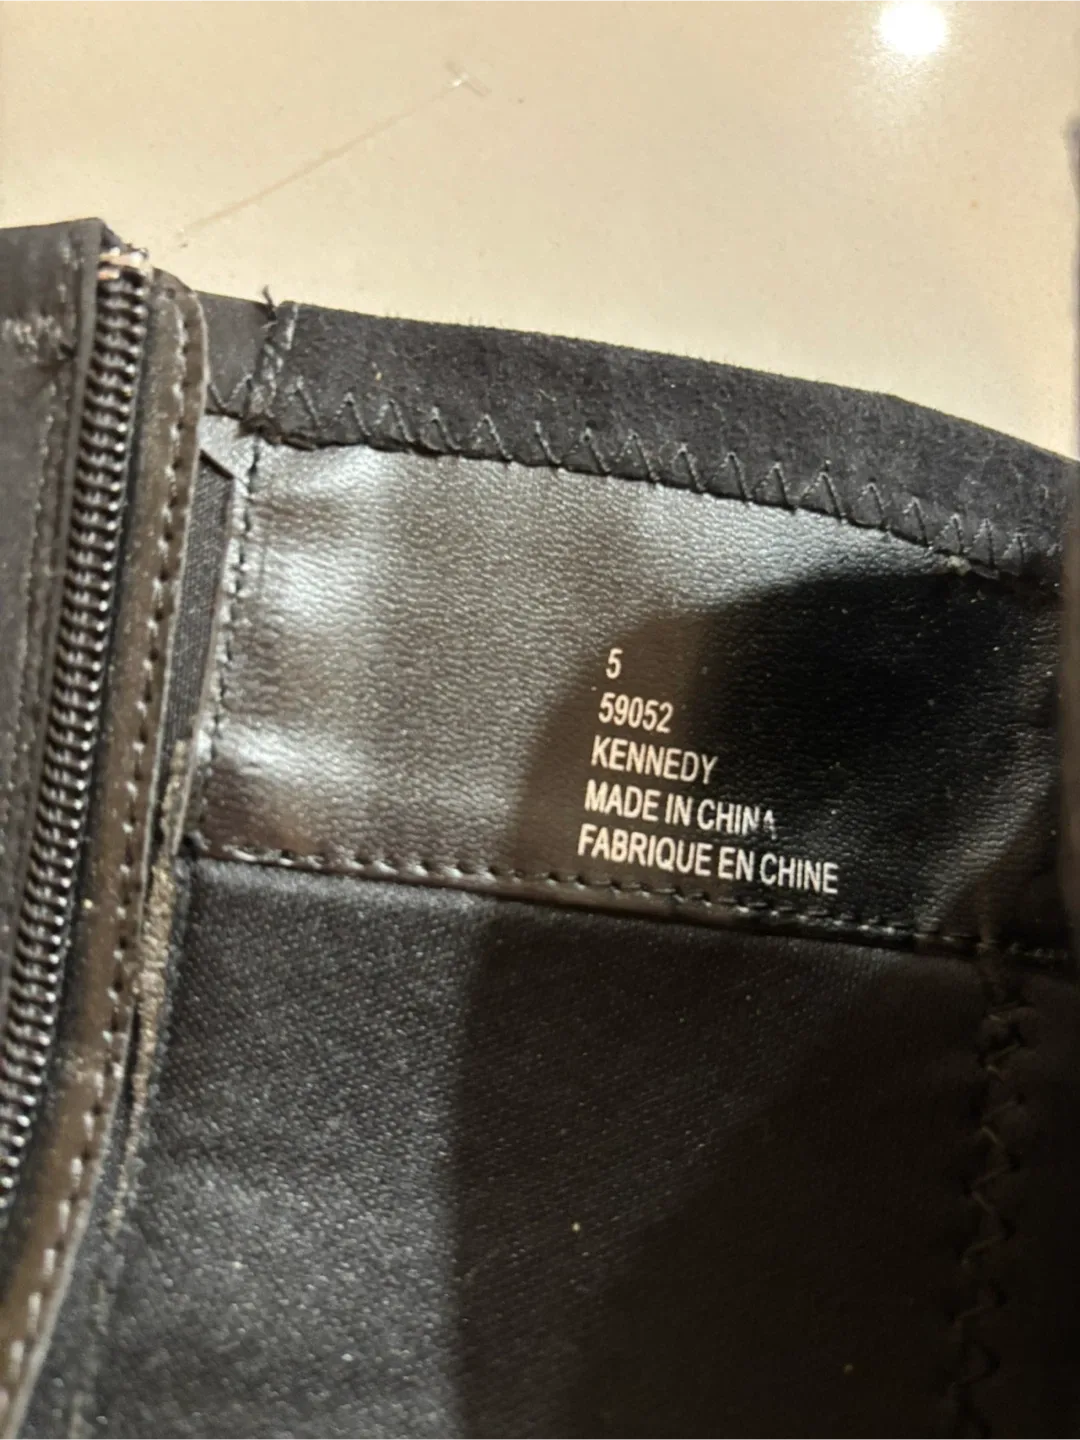 5
59052
KENNEDY
MADE IN CHINA
FABRIQUE EN CHINE